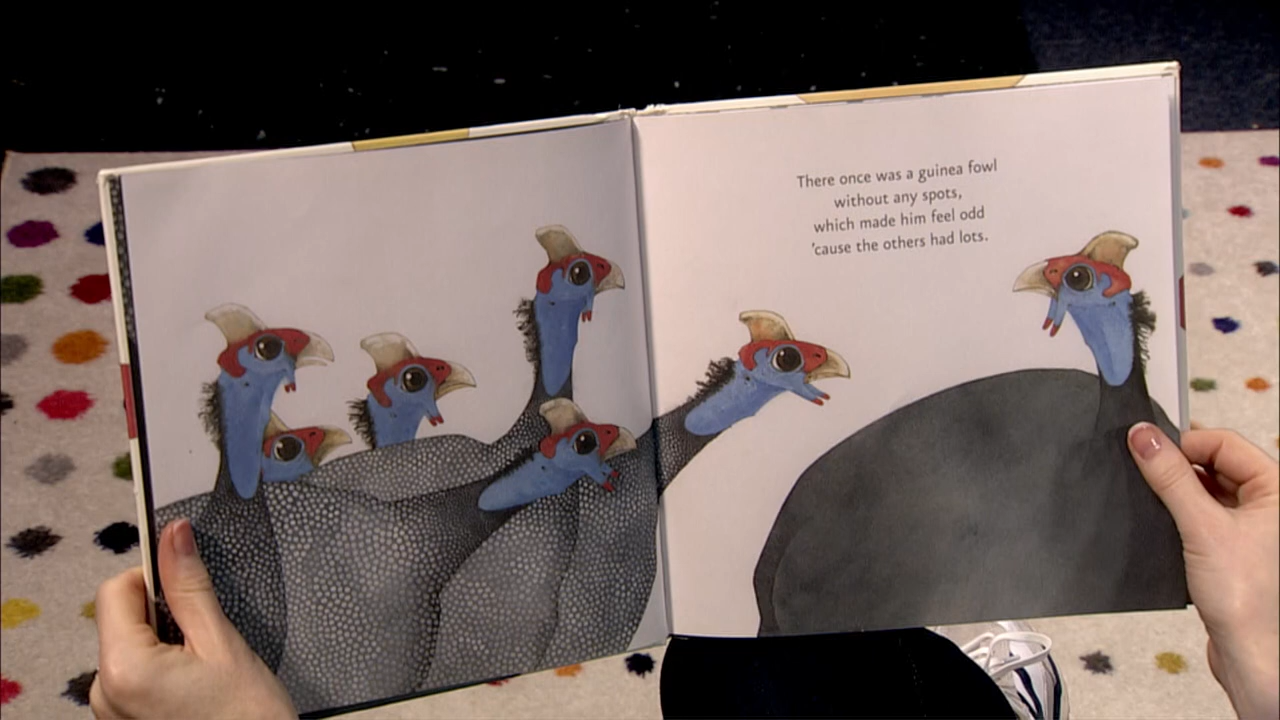 There once was a guinea fowl
without any spots,
which made him feel odd
'cause the others had lots.